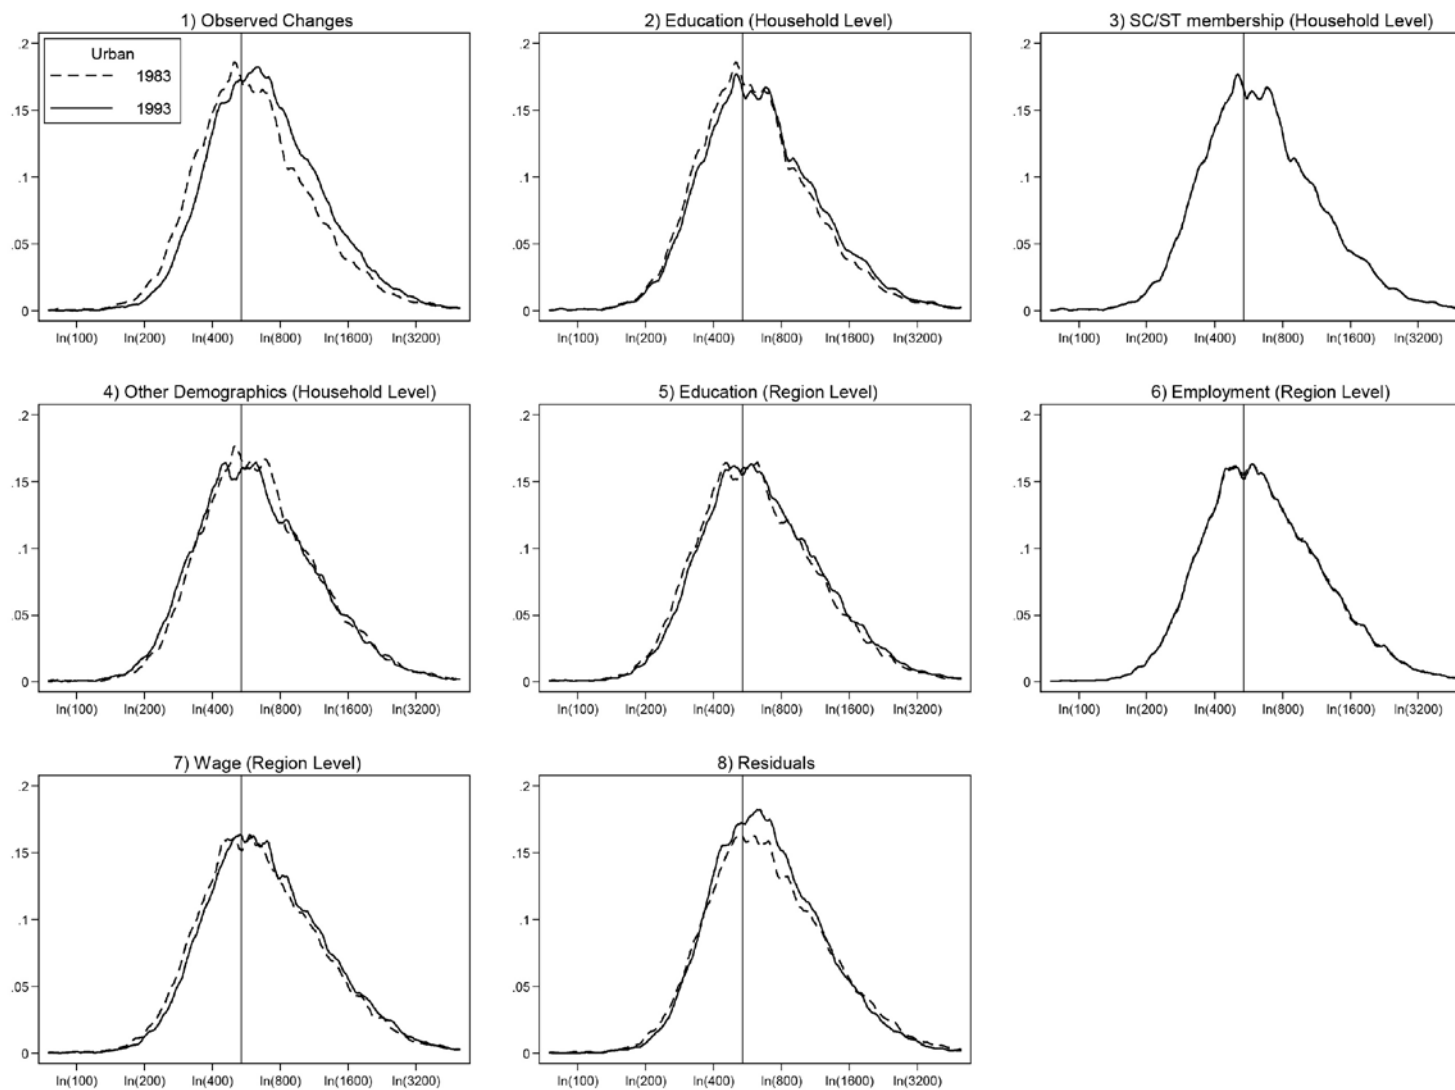 1) Observed Changes
.2
.15
.1
.05
0
Urban
1983
1993
ln(100) ln(200) ln(400) ln(800) ln(1600) ln(3200)
2) Education (Household Level)
.2
.15
.1
.05
0
ln(100) ln(200) ln(400) ln(800) ln(1600) ln(3200)
3) SC/ST membership (Household Level)
.2
.15
.1
.05
0
ln(100) ln(200) ln(400) ln(800) ln(1600) ln(3200)
4) Other Demographics (Household Level)
.2
.15
.1
.05
0
ln(100) ln(200) ln(400) ln(800) ln(1600) ln(3200)
5) Education (Region Level)
.2
.15
.1
.05
0
ln(100) ln(200) ln(400) ln(800) ln(1600) ln(3200)
6) Employment (Region Level)
.2
.15
.1
.05
0
ln(100) ln(200) ln(400) ln(800) ln(1600) ln(3200)
7) Wage (Region Level)
.2
.15
.1
.05
0
ln(100) ln(200) ln(400) ln(800) ln(1600) ln(3200)
8) Residuals
.2
.15
.1
.05
0
ln(100) ln(200) ln(400) ln(800) ln(1600) ln(3200)